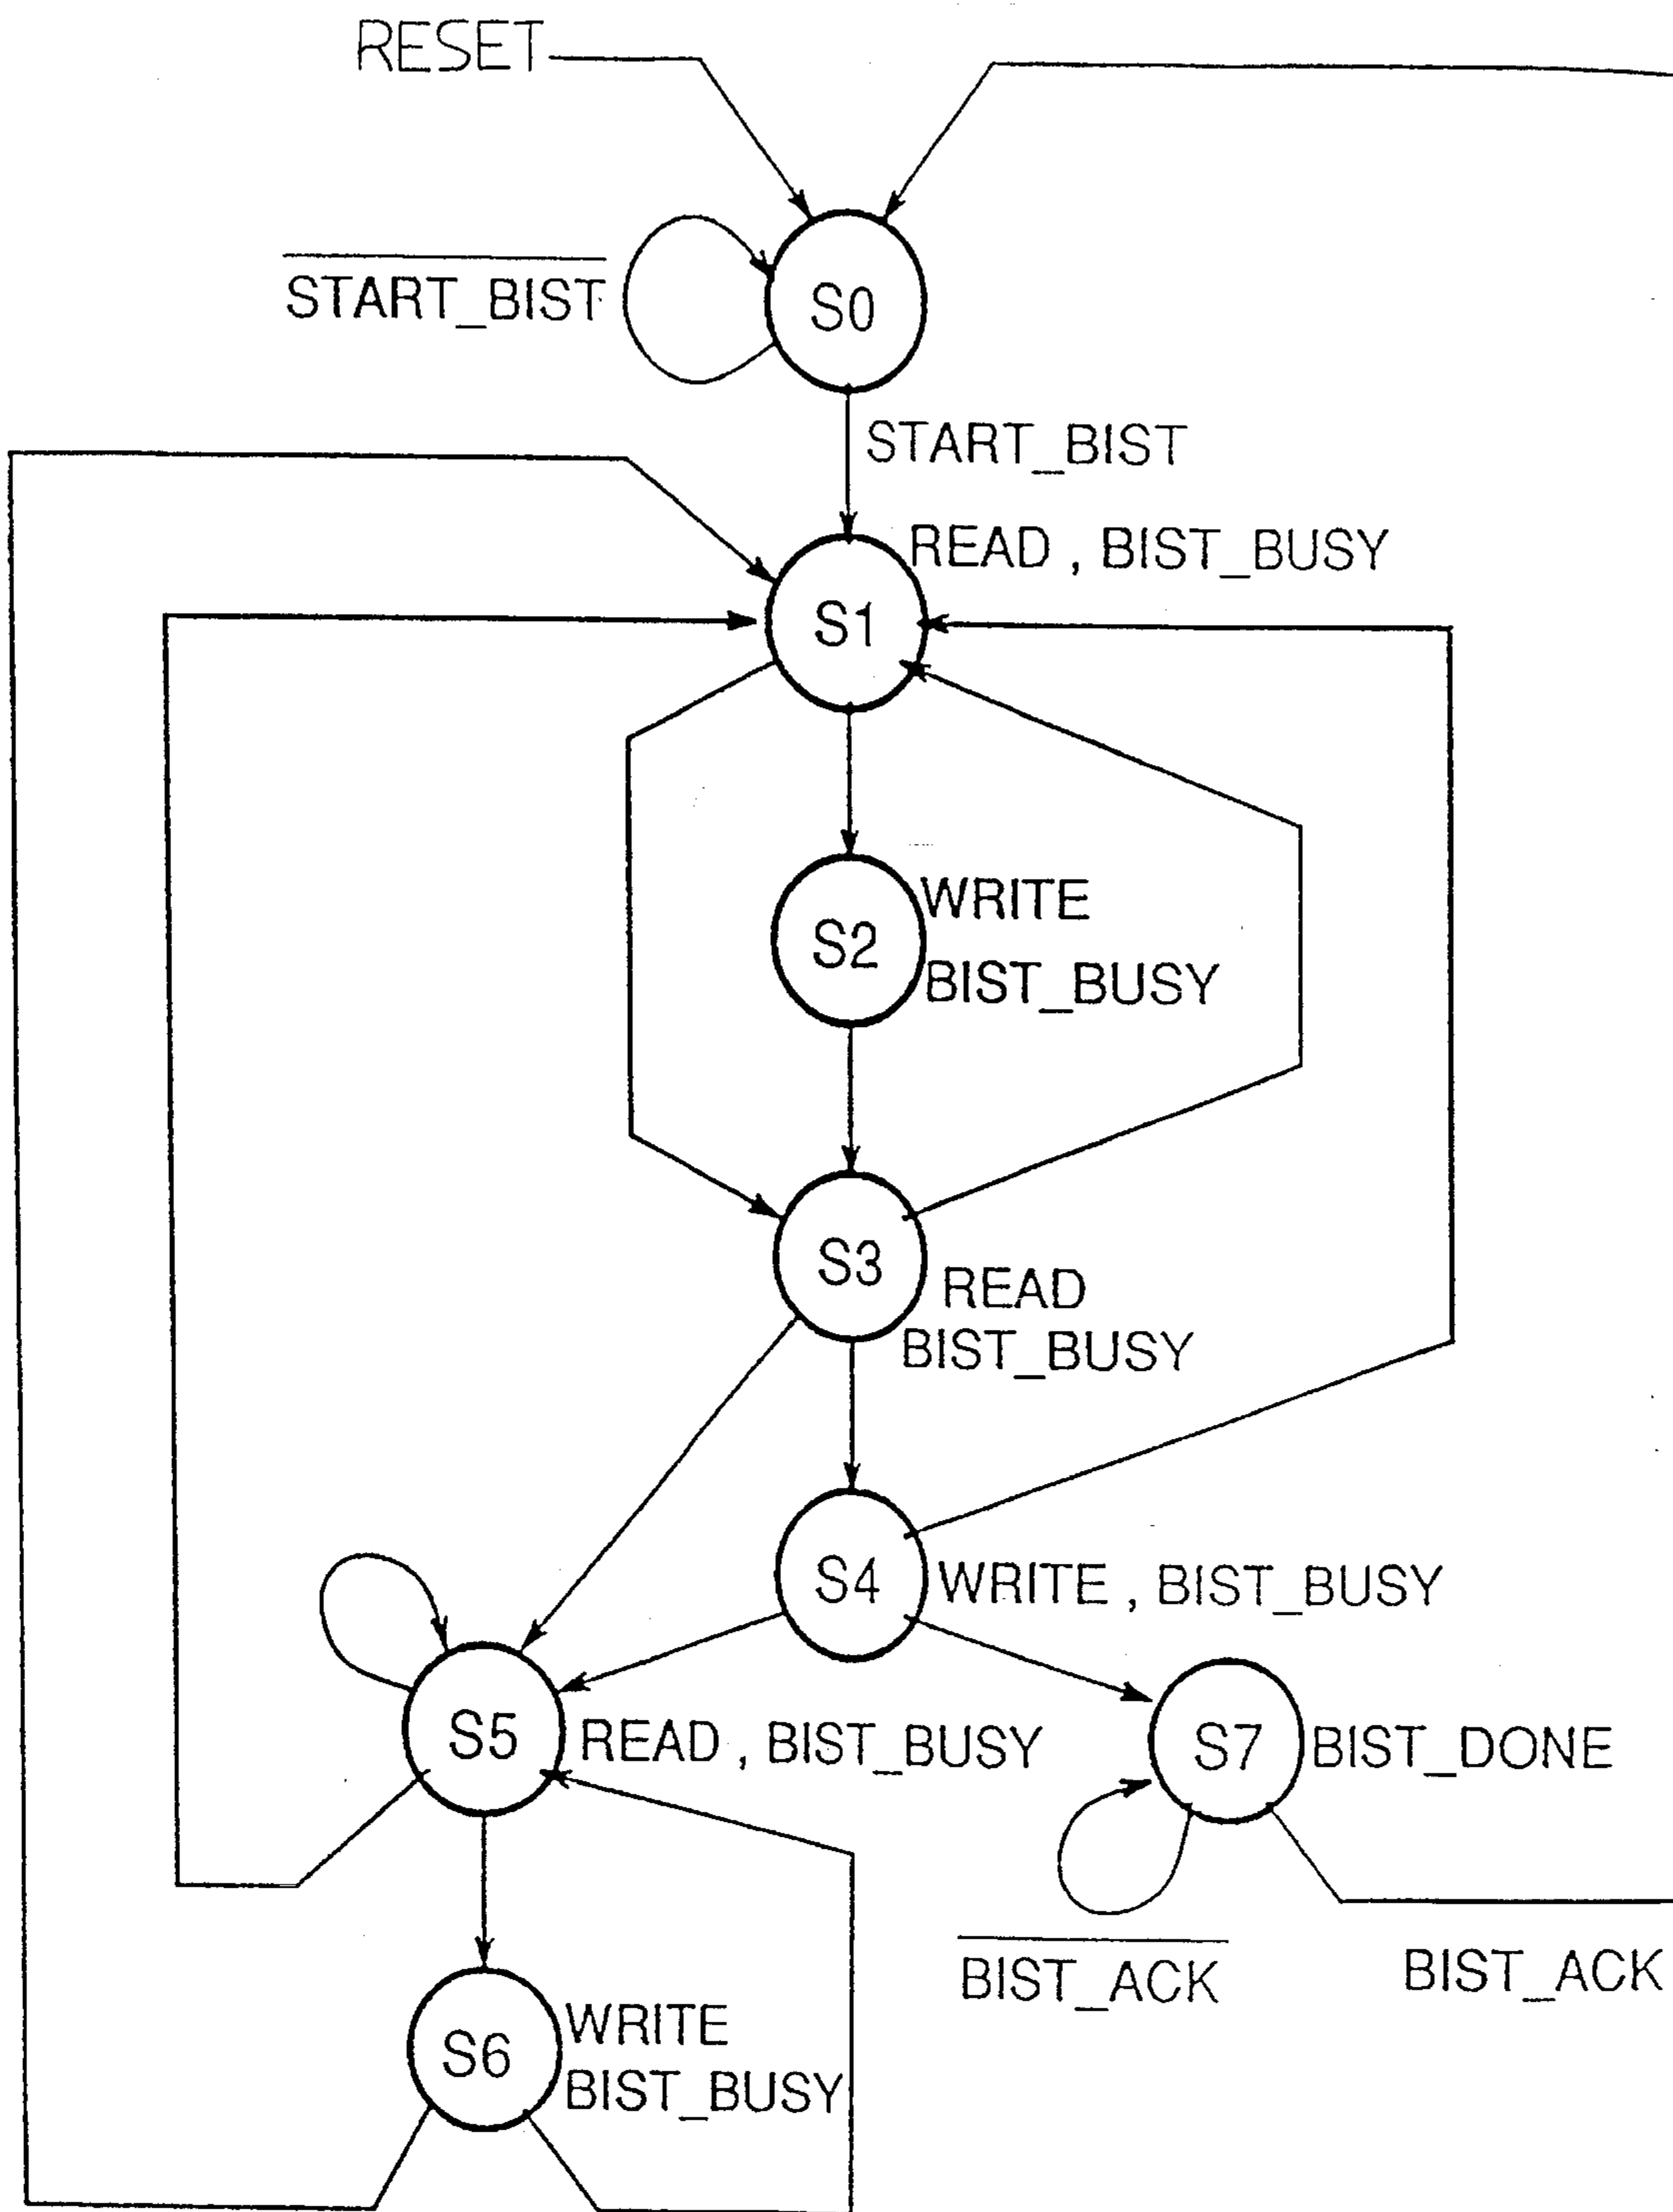 RESET
START_BIST
S0
START_BIST
READ , BIST_BUSY
S1
WRITE
S2
BIST_BUSY
S3
READ
BIST_BUSY
S4
WRITE , BIST_BUSY
S5
READ , BIST_BUSY
S7
BIST_DONE
BIST_ACK
BIST_ACK
S6
WRITE
BIST_BUSY